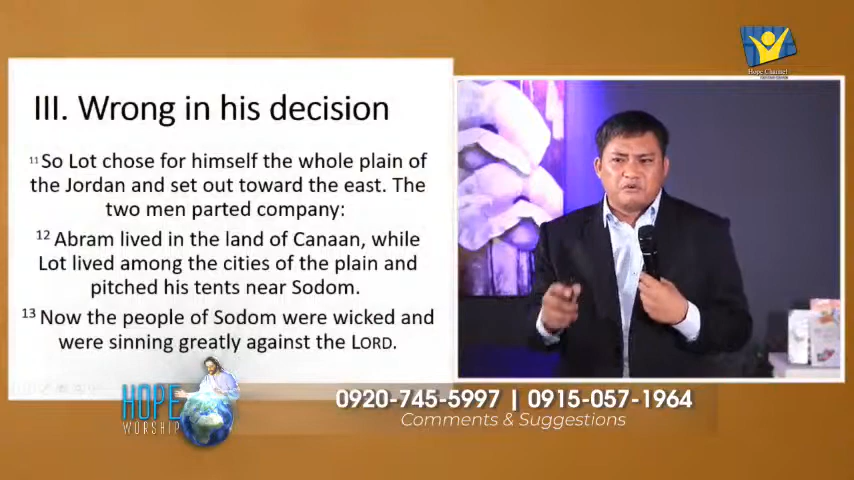 Hope Channel
III. Wrong in his decision
11 So Lot chose for himself the whole plain of
the Jordan and set out toward the east. The
two men parted company:
12 Abram lived in the land of Canaan, while
Lot lived among the cities of the plain and
pitched his tents near Sodom.
13 Now the people of Sodom were wicked and
were sinning greatly against the LORD.
HOPE
WORSHIP
0920-745-5997 | 0915-057-1964
Comments & Suggestions